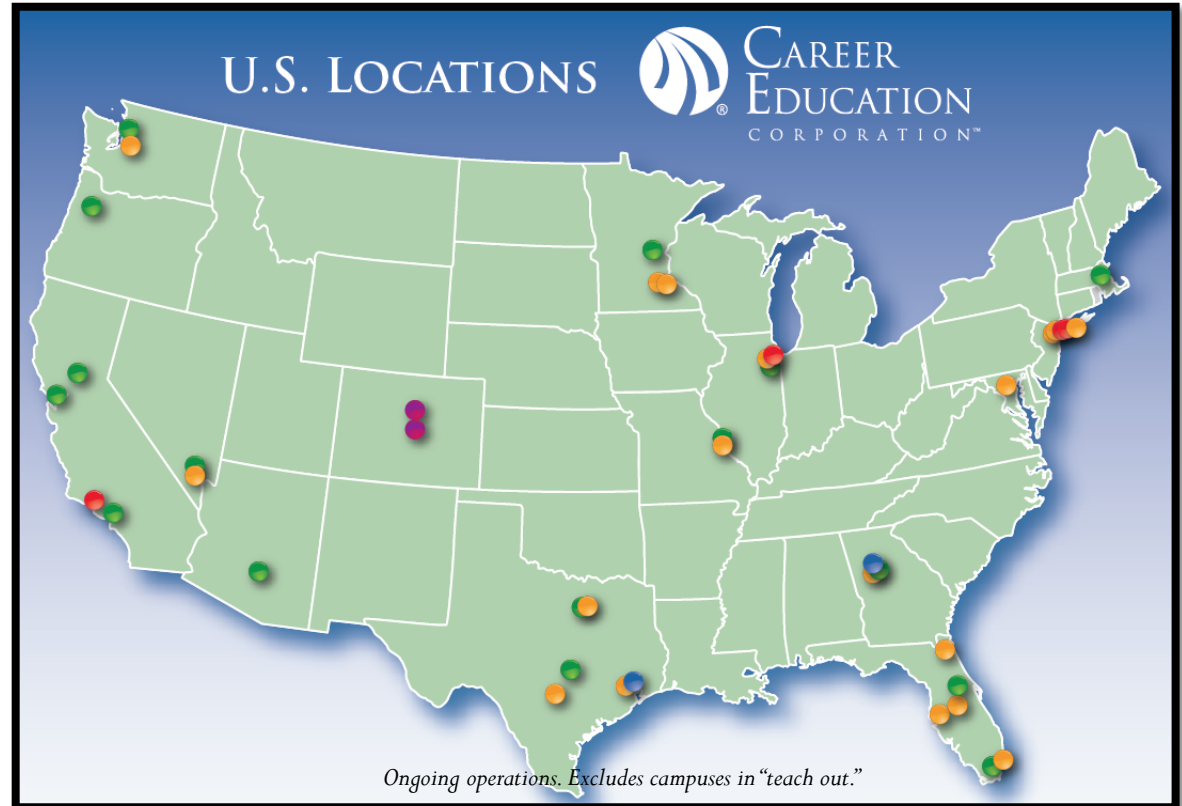 U.S. LOCATIONS
CAREER
EDUCATION
®
CORPORATION™
Ongoing operations. Excludes campuses in “teach out.”